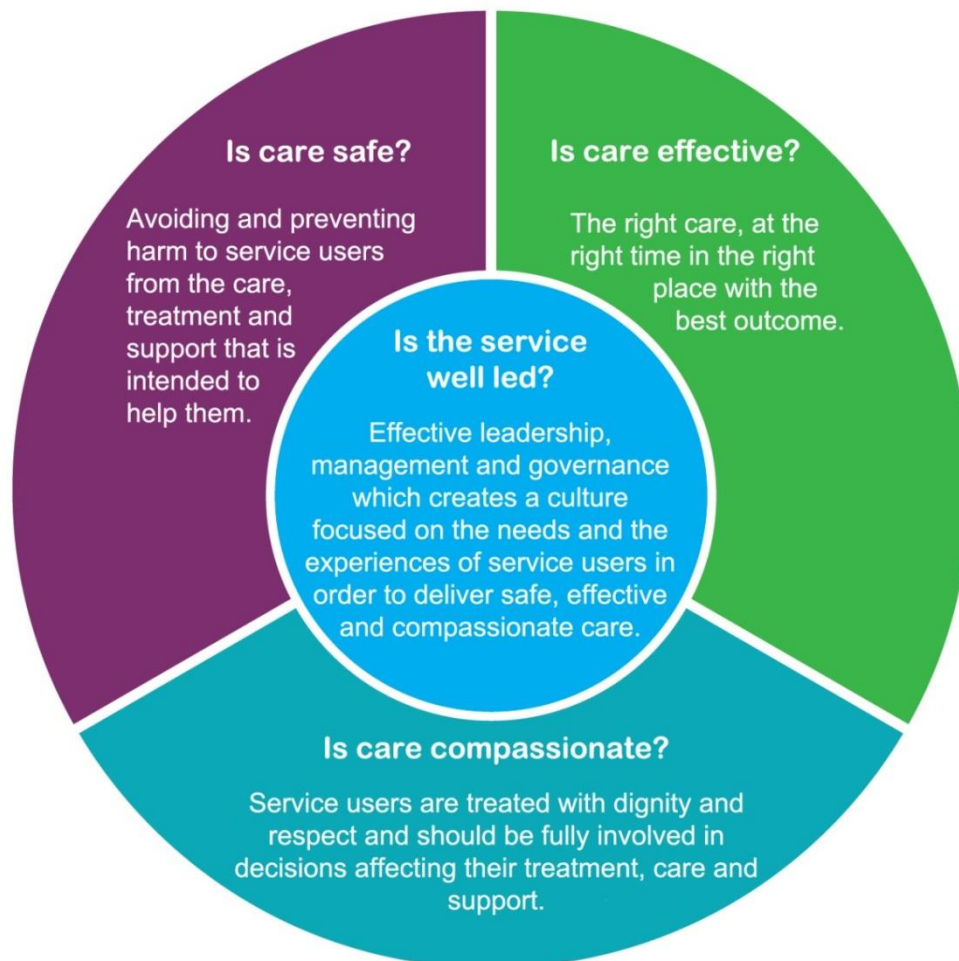 Is care safe?
Avoiding and preventing
harm to service users
from the care,
treatment and
support that is
intended to
help them.
Is care effective?
The right care, at the
right time in the right
place with the
best outcome.
Is the service
well led?
Effective leadership,
management and governance
which creates a culture
focused on the needs and the
experiences of service users in
order to deliver safe, effective
and compassionate care.
Is care compassionate?
Service users are treated with dignity and
respect and should be fully involved in
decisions affecting their treatment, care and
support.